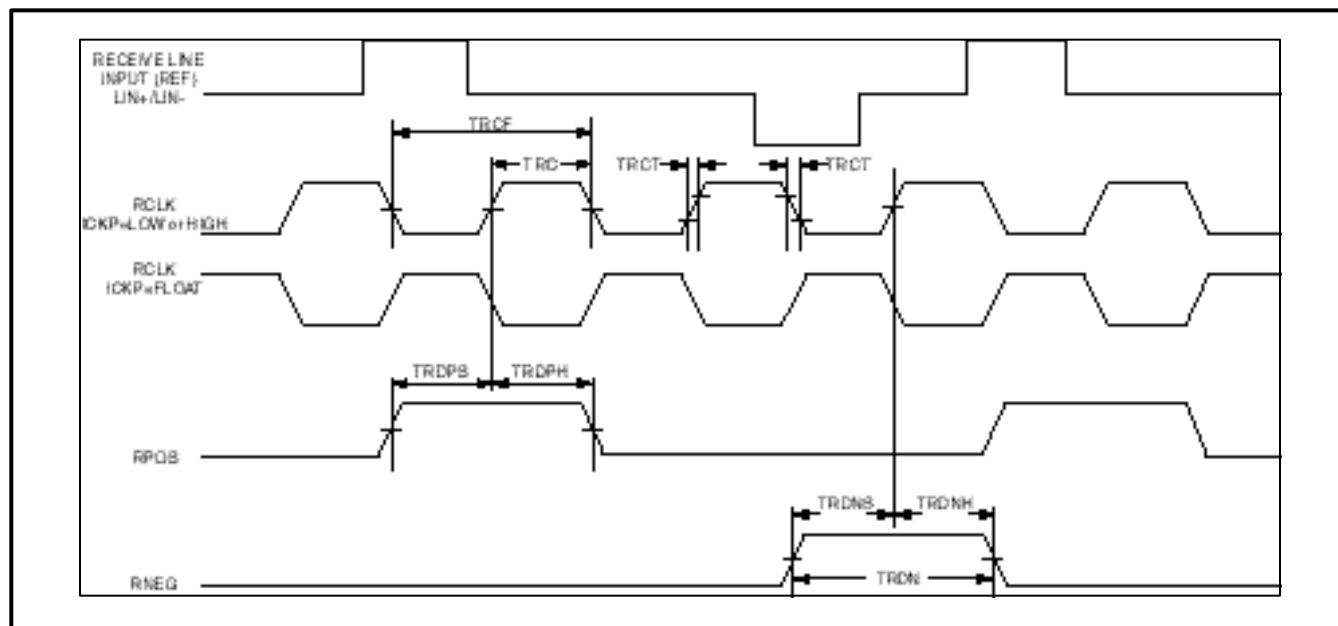 RECEIVE LINE
INPUT (REF)
LIN+/LIN-
TRCF
TRC
TRCT
TRCT
RCLK
ICKP=LOW or HIGH
RCLK
ICKP=FLOAT
TRDPS
TRDPH
RPOS
TRDNS
TRDNH
RNEG
TRDN